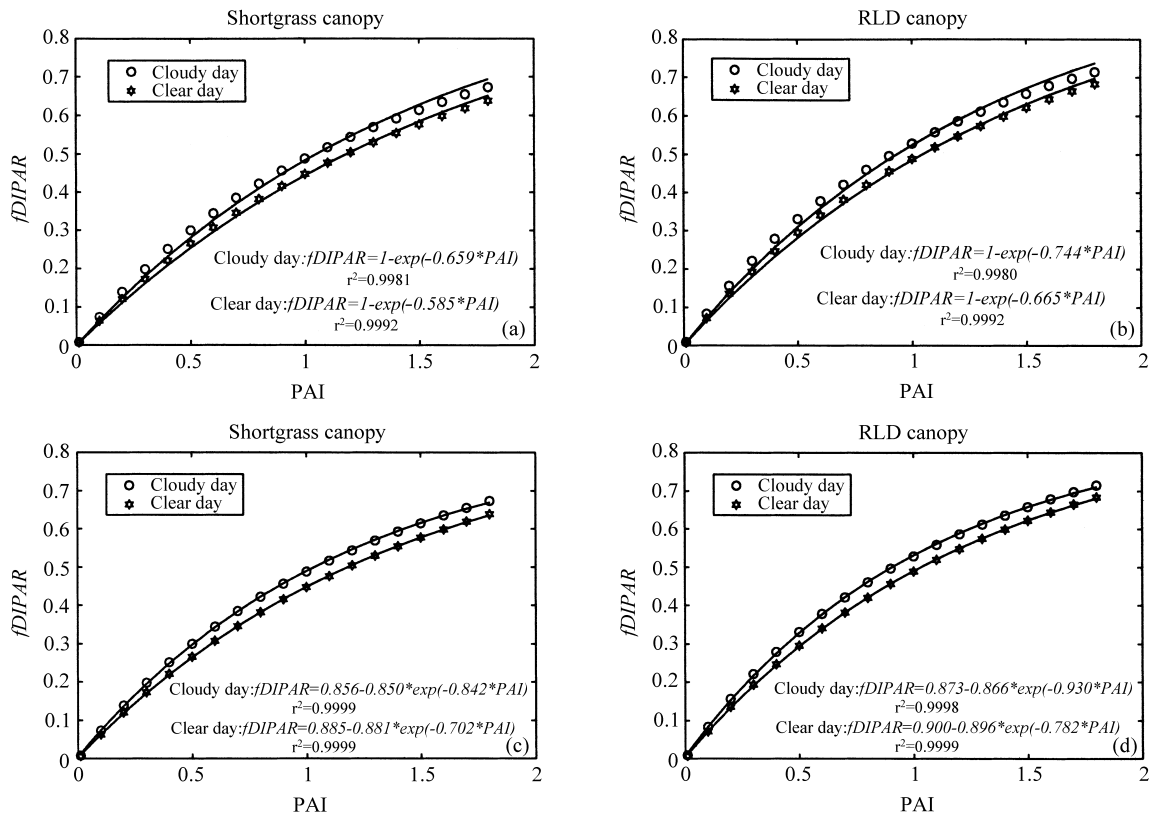 Shortgrass canopy
0.8
0.7
0.6
0.5
0.4
0.3
0.2
0.1
0
fDIPAR
Cloudy day
Clear day
Cloudy day:fDIPAR=1-exp(-0.659*PAI)
r²=0.9981
Clear day:fDIPAR=1-exp(-0.585*PAI)
r²=0.9992
(a)
0 0.5 1 1.5 2
PAI
RLD canopy
0.8
0.7
0.6
0.5
0.4
0.3
0.2
0.1
0
fDIPAR
Cloudy day
Clear day
Cloudy day:fDIPAR=1-exp(-0.744*PAI)
r²=0.9980
Clear day:fDIPAR=1-exp(-0.665*PAI)
r²=0.9992
(b)
0 0.5 1 1.5 2
PAI
Shortgrass canopy
0.8
0.7
0.6
0.5
0.4
0.3
0.2
0.1
0
fDIPAR
Cloudy day
Clear day
Cloudy day:fDIPAR=0.856-0.850*exp(-0.842*PAI)
r²=0.9999
Clear day:fDIPAR=0.885-0.881*exp(-0.702*PAI)
r²=0.9999
(c)
0 0.5 1 1.5 2
PAI
RLD canopy
0.8
0.7
0.6
0.5
0.4
0.3
0.2
0.1
0
fDIPAR
Cloudy day
Clear day
Cloudy day:fDIPAR=0.873-0.866*exp(-0.930*PAI)
r²=0.9998
Clear day:fDIPAR=0.900-0.896*exp(-0.782*PAI)
r²=0.9999
(d)
0 0.5 1 1.5 2
PAI